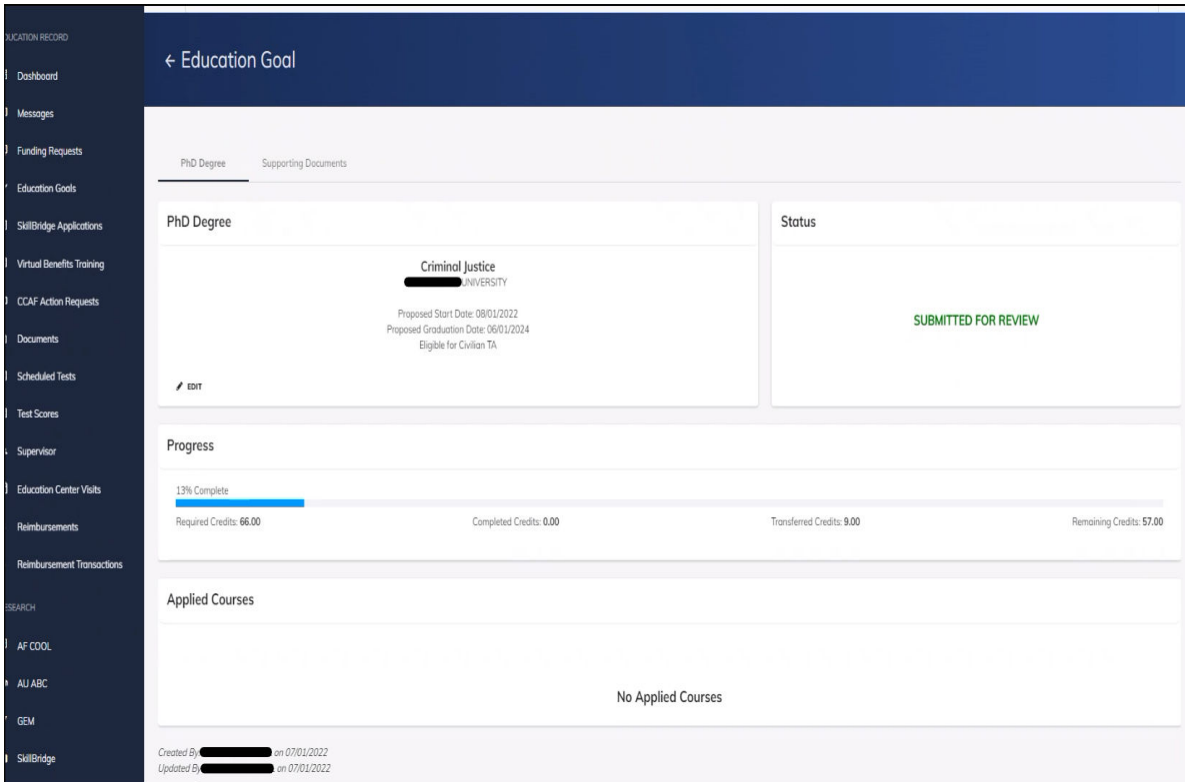 DUCATION RECORD
Dashboard
Messages
Funding Requests
Education Goals
SkillBridge Applications
Virtual Benefits Training
CCAF Action Requests
Documents
Scheduled Tests
Test Scores
Supervisor
Education Center Visits
Reimbursements
Reimbursement Transactions
ESEARCH
AF COOL
AU ABC
GEM
SkillBridge
← Education Goal
PhD Degree Supporting Documents
PhD Degree
Criminal Justice
UNIVERSITY
Proposed Start Date: 08/01/2022
Proposed Graduation Date: 06/01/2024
Eligible for Civilian TA
EDIT
Status
SUBMITTED FOR REVIEW
Progress
13% Complete
Required Credits: 66.00 Completed Credits: 0.00 Transferred Credits: 9.00 Remaining Credits: 57.00
Applied Courses
No Applied Courses
Created By on 07/01/2022
Updated By on 07/01/2022